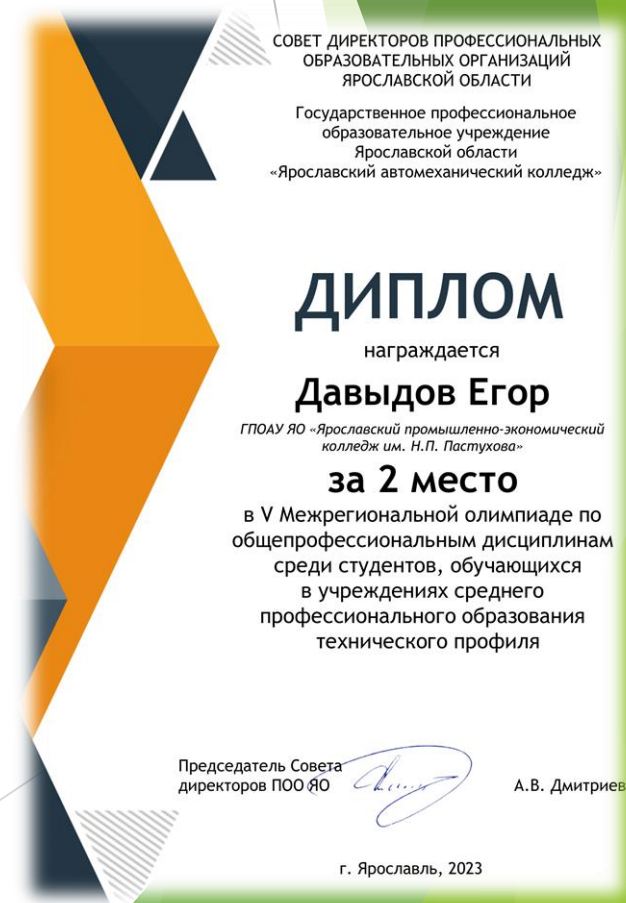 СОВЕТ ДИРЕКТОРОВ ПРОФЕССИОНАЛЬНЫХ
ОБРАЗОВАТЕЛЬНЫХ ОРГАНИЗАЦИЙ
ЯРОСЛАВСКОЙ ОБЛАСТИ
Государственное профессиональное
образовательное учреждение
Ярославской области
«Ярославский автомеханический колледж»
ДИПЛОМ
награждается
Давыдов Егор
ГПОАУ ЯО «Ярославский промышленно-экономический
колледж им. Н.П. Пастухова»
за 2 место
в V Межрегиональной олимпиаде по
общепрофессиональным дисциплинам
среди студентов, обучающихся
в учреждениях среднего
профессионального образования
технического профиля
Председатель Совета
директоров ПОО ЯО А.В. Дмитриев
г. Ярославль, 2023